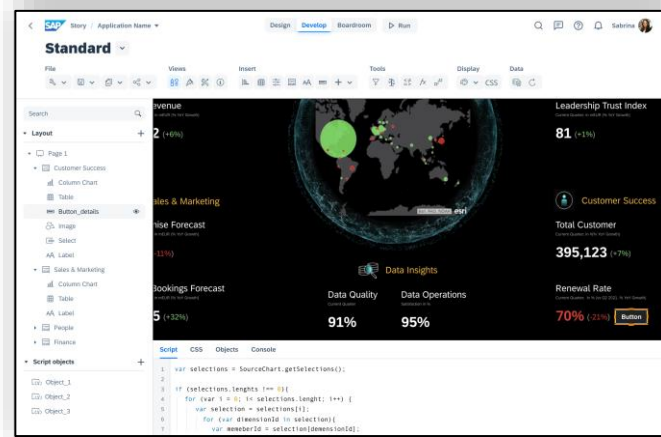 SAP Story / Application Name
Design Develop Boardroom Run
Sabrina
Standard
File Views Insert Tools Display Data
CSS
Search
Layout
Page 1
Customer Success
Column Chart
Table
Button_details
Image
Select
Label
Sales & Marketing
Column Chart
Table
Label
People
Finance
Script objects
Object_1
Object_2
Object_3
evenue
2 (+6%)
ales & Marketing
ise Forecast
-11%)
Bookings Forecast
5 (+32%)
esri
Data Insights
Data Quality Data Operations
91% 95%
Leadership Trust Index
81 (+1%)
Customer Success
Total Customer
395,123 (+7%)
Renewal Rate
70% (-21%) Button
Script CSS Objects Console
1 var selections = SourceChart.getSelections();
2
3 if (selections.lenghts !== 0){
4 for (var i = 0; i< selections.lenght; i++) {
5 var selection = selections[i];
6 for (var dimensionId in selection){
7 var memeberId = selection[demensionId];